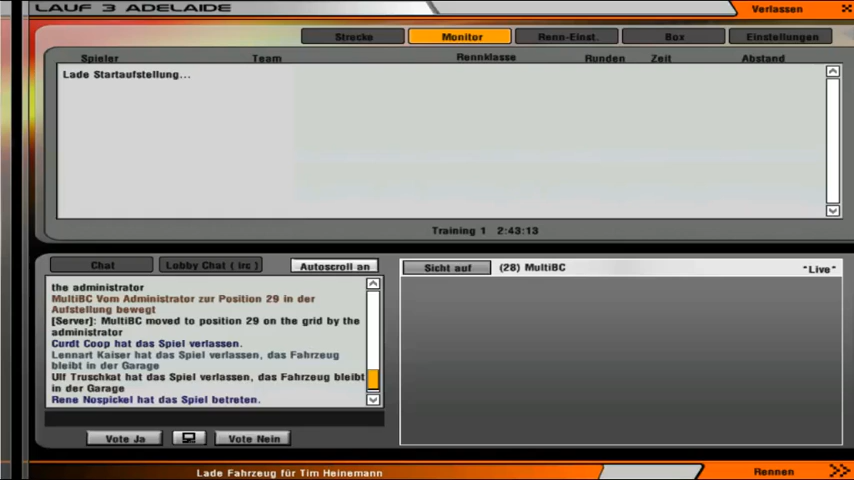 LAUF 3 ADELAIDE
Verlassen
Strecke Monitor Renn-Einst. Box Einstellungen
Spieler Team Rennklasse Runden Zeit Abstand
Lade Startaufstellung...
Training 1 2:43:13
Chat Lobby Chat ( irc ) Autoscroll an
Sicht auf (28) MultiBC "Live"
the administrator
MultiBC Vom Administrator zur Position 29 in der
Aufstellung bewegt
[Server]: MultiBC moved to position 29 on the grid by the
administrator
Curdt Coop hat das Spiel verlassen.
Lennart Kaiser hat das Spiel verlassen, das Fahrzeug
bleibt in der Garage
Ulf Truschkat hat das Spiel verlassen, das Fahrzeug bleibt
in der Garage
Rene Nospickel hat das Spiel betreten.
Vote Ja Vote Nein
Lade Fahrzeug für Tim Heinemann
Rennen